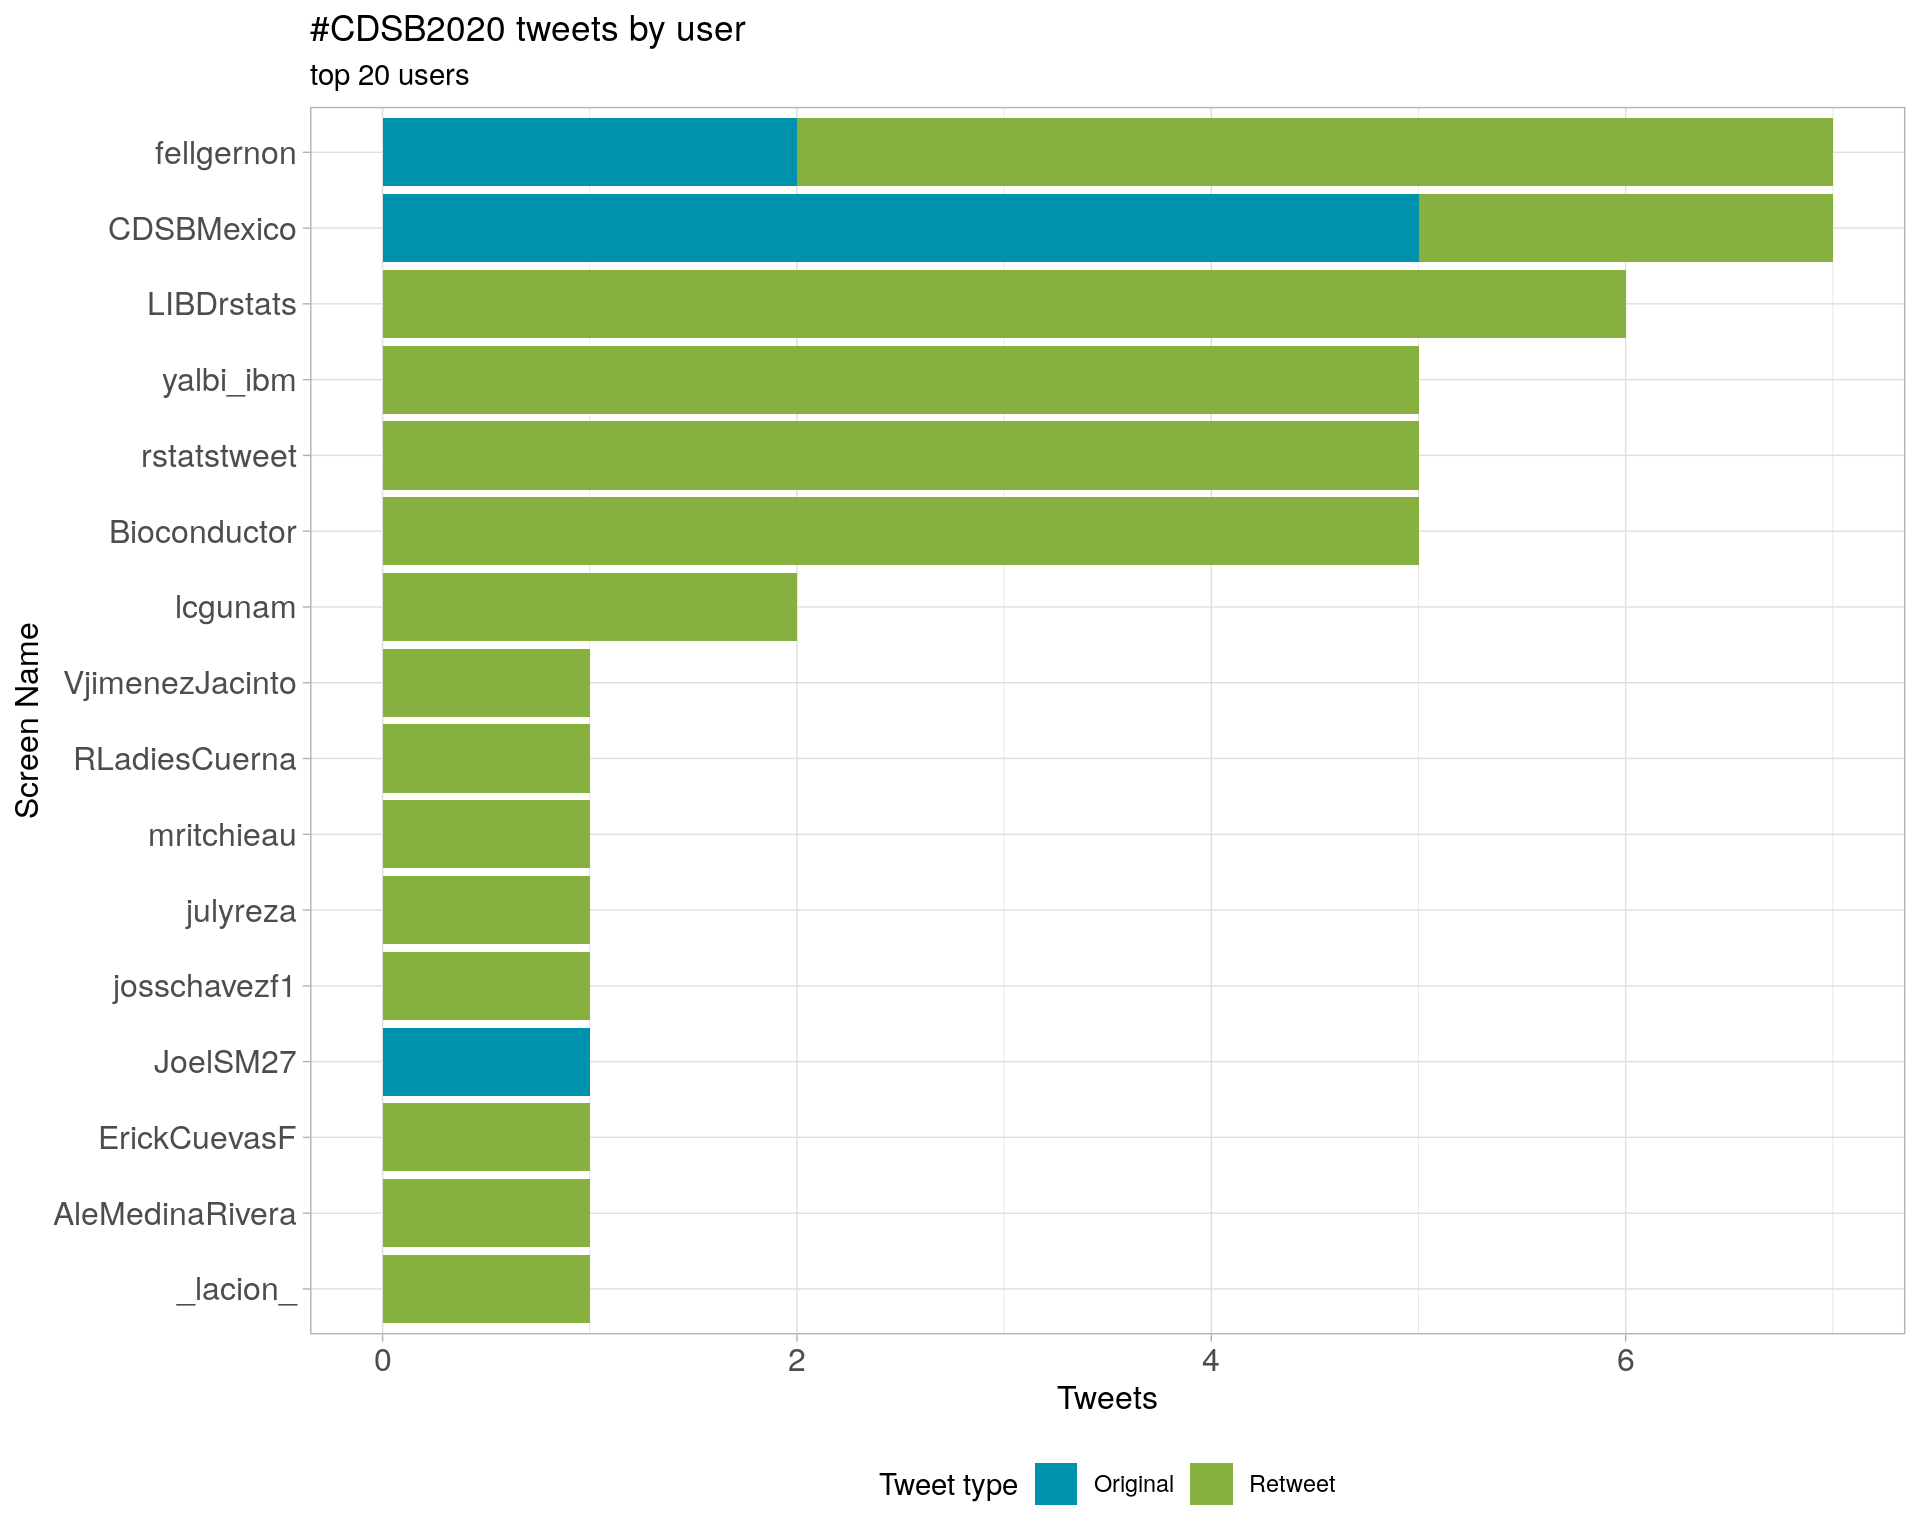 #CDSB2020 tweets by user
top 20 users
Screen Name
fellgernon
CDSBMexico
LIBDrstats
yalbi_ibm
rstatstweet
Bioconductor
lcgunam
VjimenezJacinto
RLadiesCuerna
mritchieau
julyreza
josschavezf1
JoelSM27
ErickCuevasF
AleMedinaRivera
_lacion_
0 2 4 6
Tweets
Tweet type Original Retweet